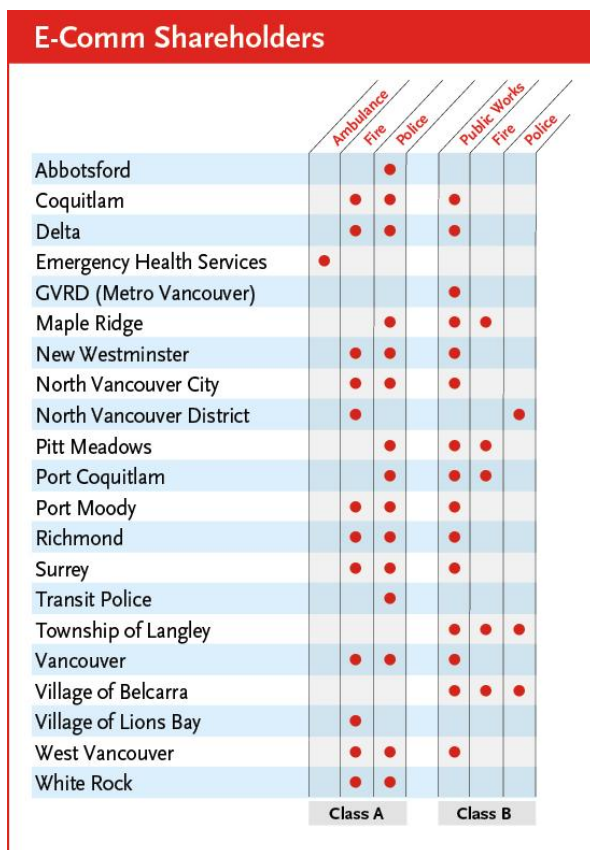 E-Comm Shareholders
Ambulance Fire Police Public Works Fire Police
Abbotsford
Coquitlam
Delta
Emergency Health Services
GVRD (Metro Vancouver)
Maple Ridge
New Westminster
North Vancouver City
North Vancouver District
Pitt Meadows
Port Coquitlam
Port Moody
Richmond
Surrey
Transit Police
Township of Langley
Vancouver
Village of Belcarra
Village of Lions Bay
West Vancouver
White Rock
Class A Class B